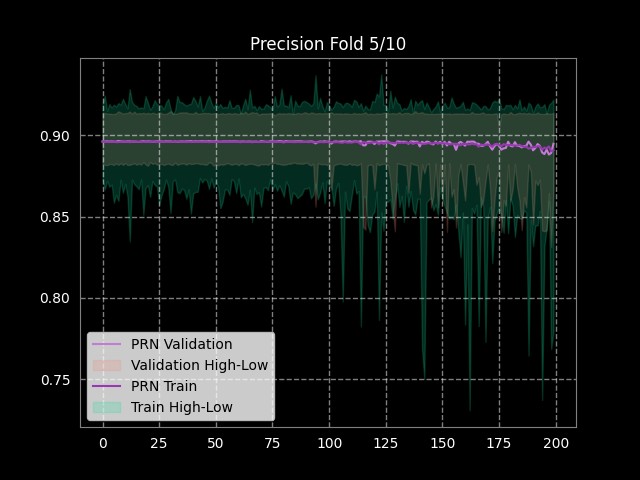 Precision Fold 5/10
0.90
0.85
0.80
0.75
PRN Validation
Validation High-Low
PRN Train
Train High-Low
0 25 50 75 100 125 150 175 200